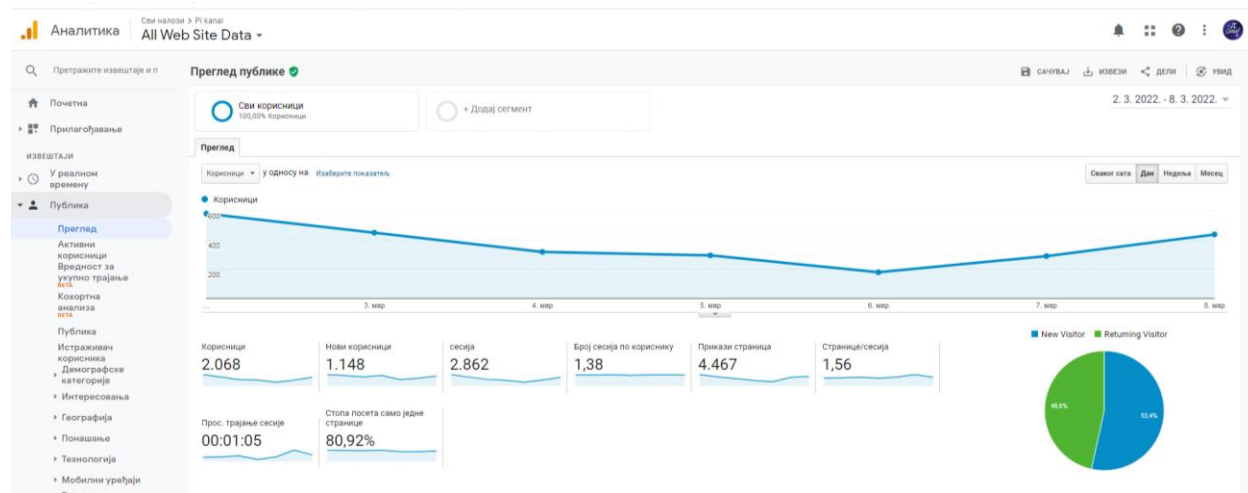 Сви налози > Pi kanal
Аналитика
All Web Site Data
Претражите извештаје и п
Преглед публике
САЧУВАЈ
ИЗВЕЗИ
ДЕЛИ
УВИД
Почетна
Прилагођавање
ИЗВЕШТАЈИ
У реалном
времену
Публика
Преглед
Активни
корисници
Вредност за
укупно трајање
БЕТА
Кохортна
анализа
БЕТА
Публика
Истраживач
корисника
Демографске
категорије
Интересовања
Географија
Понашање
Технологија
Мобилни уређаји
Сви корисници
100,00% Корисници
+ Додај сегмент
2. 3. 2022. - 8. 3. 2022.
Преглед
Корисници
у односу на
Изаберите показатељ
Сваког сата
Дан
Недеља
Месец
Корисници
600
400
200
...
3. мар
4. мар
5. мар
6. мар
7. мар
8. мар
Корисници
2.068
Нови корисници
1.148
сесија
2.862
Број сесија по кориснику
1,38
Прикази страница
4.467
Странице/сесија
1,56
Прос. трајање сесије
00:01:05
Стопа посета само једне
странице
80,92%
New Visitor
Returning Visitor
46,6%
53,4%